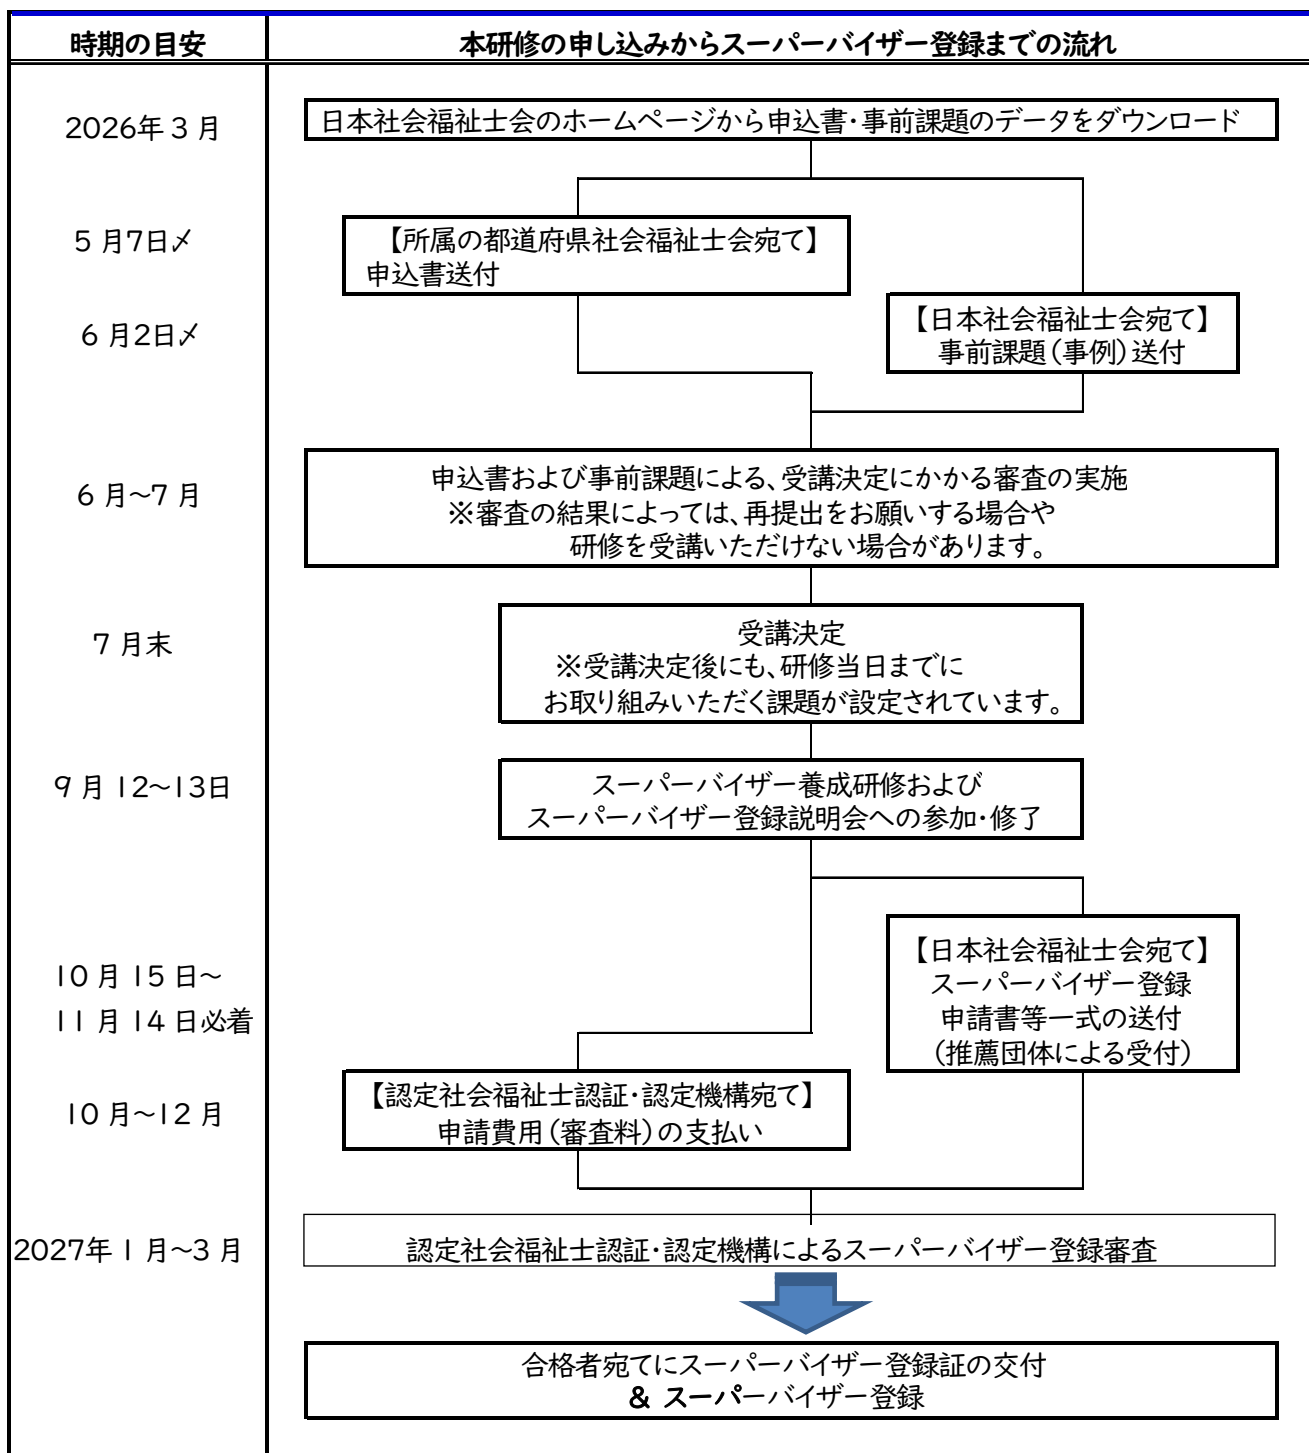 時期の目安
本研修の申し込みからスーパーバイザー登録までの流れ
2026年3月
日本社会福祉士会のホームページから申込書・事前課題のデータをダウンロード
5月7日〆
【所属の都道府県社会福祉士会宛て】
申込書送付
6月2日〆
【日本社会福祉士会宛て】
事前課題(事例)送付
6月～7月
申込書および事前課題による、受講決定にかかる審査の実施
※審査の結果によっては、再提出をお願いする場合や
研修を受講いただけない場合があります。
7月末
受講決定
※受講決定後にも、研修当日までに
お取り組みいただく課題が設定されています。
9月12～13日
スーパーバイザー養成研修および
スーパーバイザー登録説明会への参加・修了
10月15日～
11月14日必着
【日本社会福祉士会宛て】
スーパーバイザー登録
申請書等一式の送付
(推薦団体による受付)
10月～12月
【認定社会福祉士認証・認定機構宛て】
申請費用(審査料)の支払い
2027年1月～3月
認定社会福祉士認証・認定機構によるスーパーバイザー登録審査
合格者宛てにスーパーバイザー登録証の交付
& スーパーバイザー登録